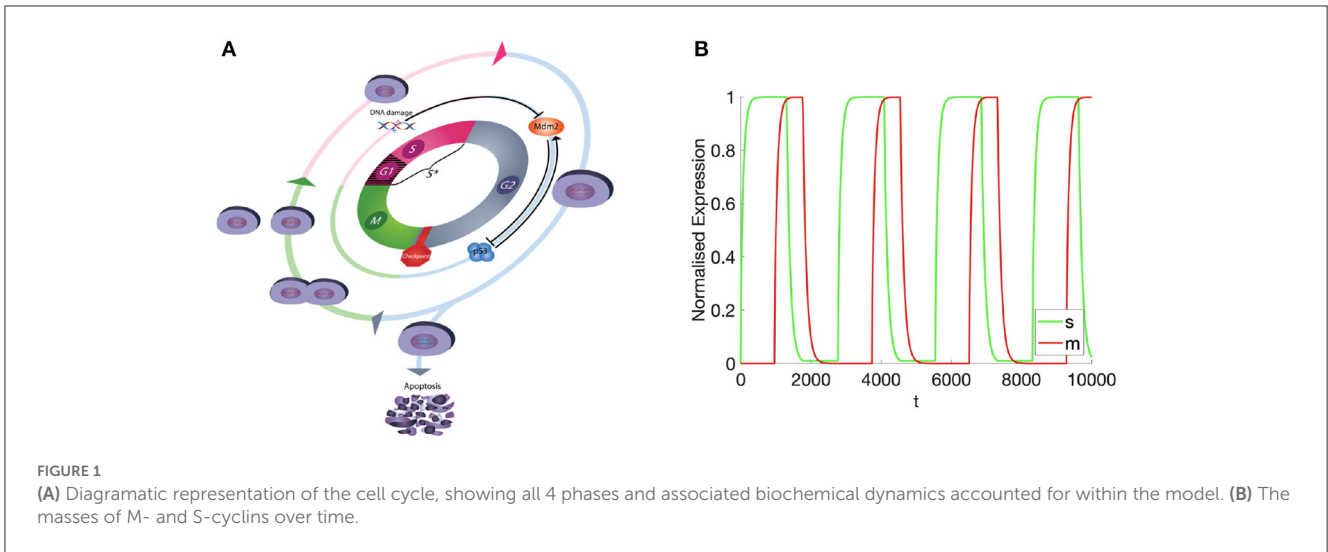 A
DNA damage
Mdm2
S
G1
S*
G2
M
Checkpoint
p53
Apoptosis
B
Normalised Expression
1
0.8
0.6
0.4
0.2
0
0 2000 4000 6000 8000 10000
t
s
m
FIGURE 1
(A) Diagramatic representation of the cell cycle, showing all 4 phases and associated biochemical dynamics accounted for within the model. (B) The
masses of M- and S-cyclins over time.